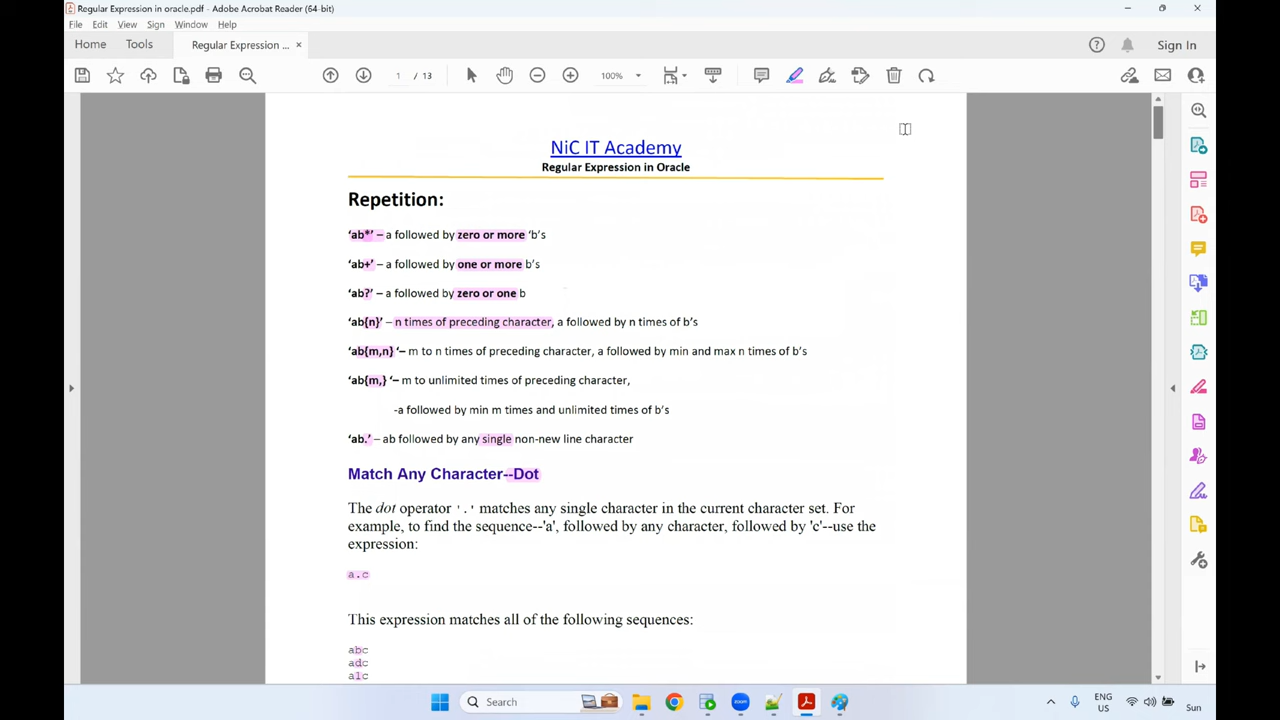 Regular Expression in oracle.pdf - Adobe Acrobat Reader (64-bit)
File Edit View Sign Window Help
Home Tools Regular Expression ... × Sign In
1 / 13 100%
NiC IT Academy
Regular Expression in Oracle
Repetition:
‘ab*’ – a followed by zero or more ‘b’s
‘ab+’ – a followed by one or more b’s
‘ab?’ – a followed by zero or one b
‘ab{n}’ – n times of preceding character, a followed by n times of b’s
‘ab{m,n} ‘– m to n times of preceding character, a followed by min and max n times of b’s
‘ab{m,} ‘– m to unlimited times of preceding character,
-a followed by min m times and unlimited times of b’s
‘ab.’ – ab followed by any single non-new line character
Match Any Character--Dot
The dot operator '.' matches any single character in the current character set. For
example, to find the sequence--'a', followed by any character, followed by 'c'--use the
expression:
a.c
This expression matches all of the following sequences:
abc
adc
a1c
Search ENG
US Sun